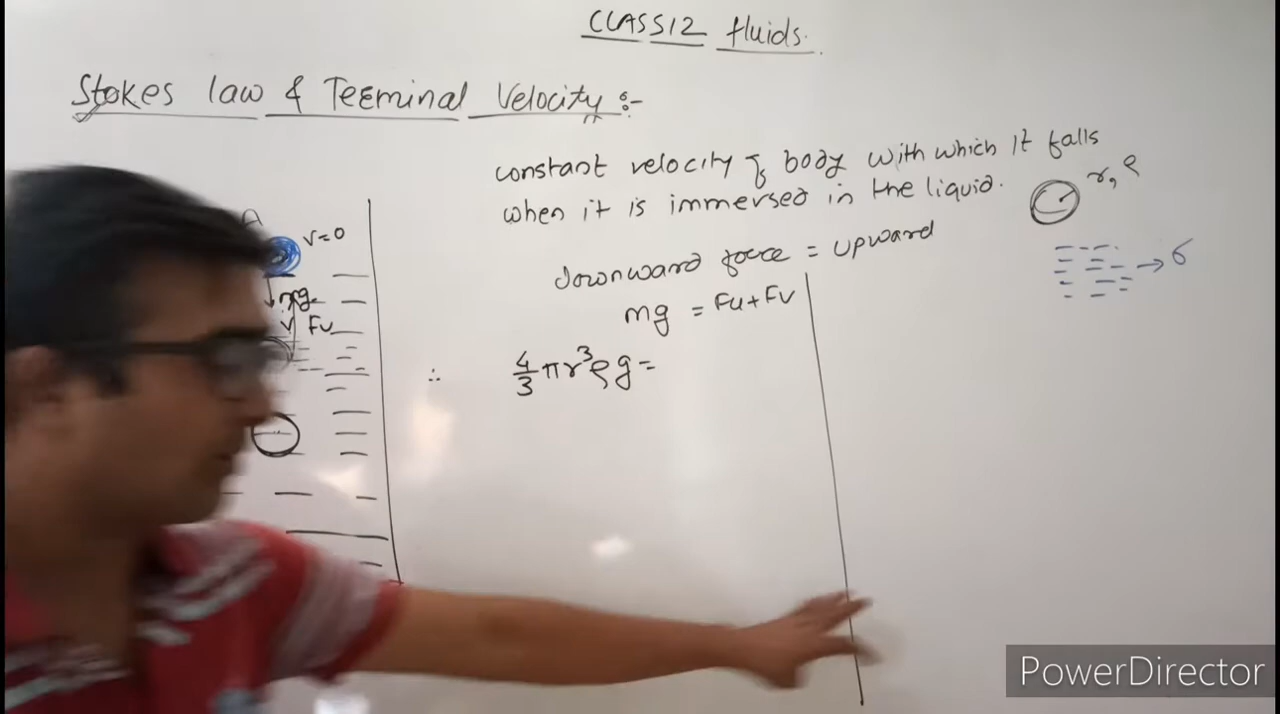 CLASS12 fluids.
Stokes law & Terminal Velocity :-
constant velocity of body with which it falls
when it is immersed in the liquid.
r, ρ
A
V=0
downward force = upward
→ σ
mg
Fv
mg = Fu + Fv
∴ 4/3 πr³ρg =
PowerDirector